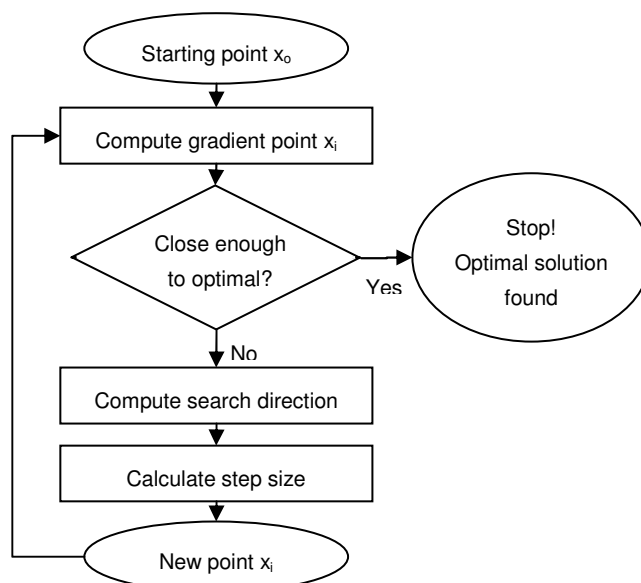 Starting point xₒ
Compute gradient point xᵢ
Close enough
to optimal?
Yes
Stop!
Optimal solution
found
No
Compute search direction
Calculate step size
New point xᵢ